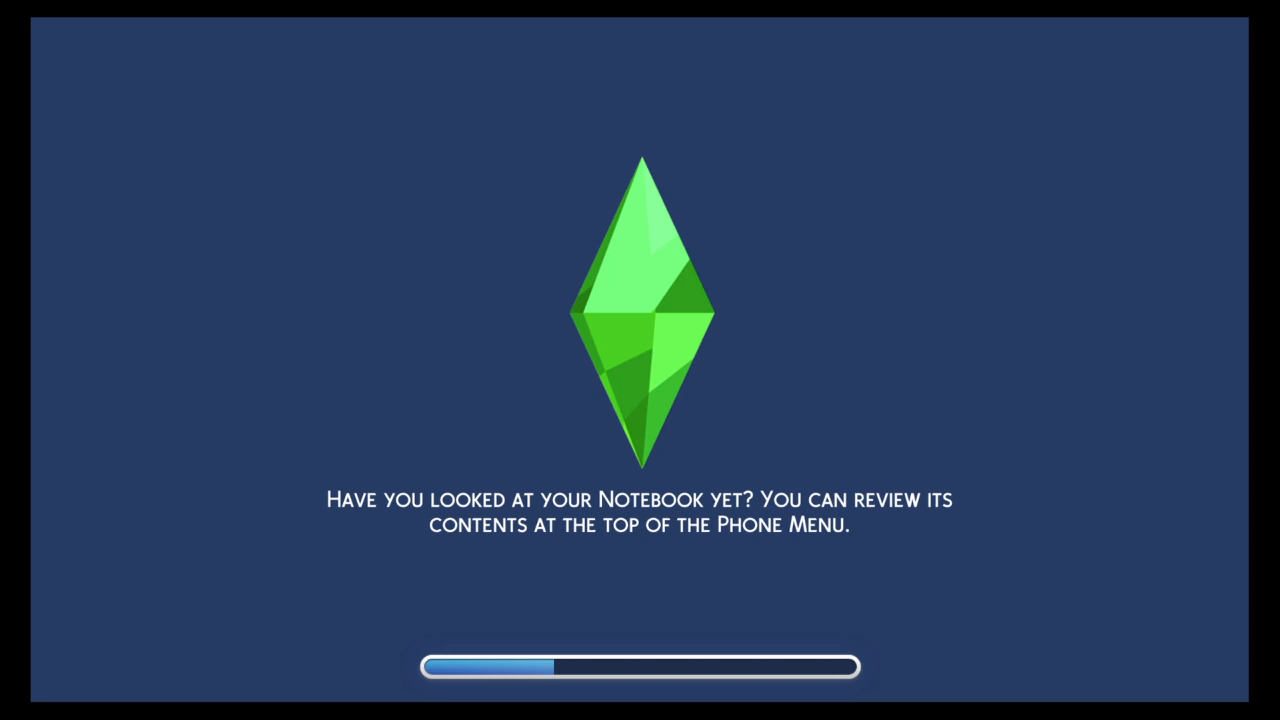 Have you looked at your Notebook yet? You can review its
contents at the top of the Phone Menu.